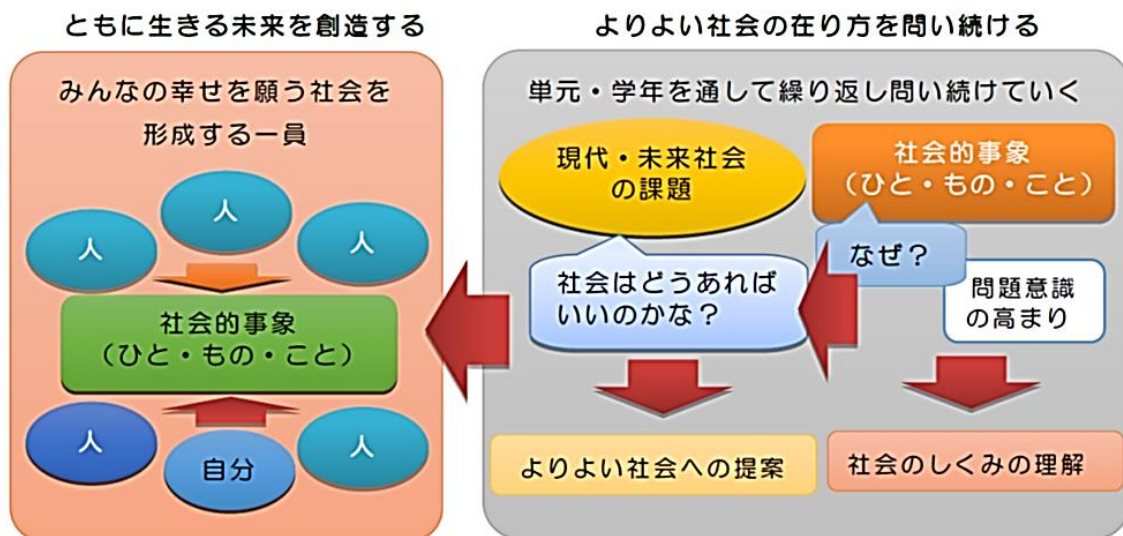 ともに生きる未来を創造する
みんなの幸せを願う社会を
形成する一員
人
人
人
社会的事象
（ひと・もの・こと）
人
自分
人
よりよい社会の在り方を問い続ける
単元・学年を通して繰り返し問い続けていく
現代・未来社会
の課題
社会的事象
（ひと・もの・こと）
なぜ？
社会はどうあれば
いいのかな？
問題意識
の高まり
よりよい社会への提案
社会のしくみの理解